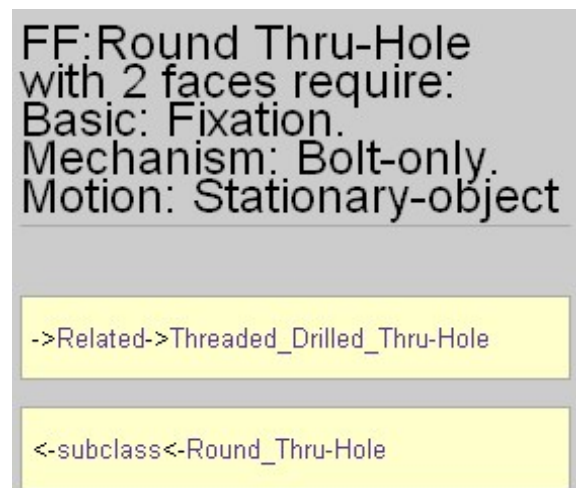 FF:Round Thru-Hole
with 2 faces require:
Basic: Fixation.
Mechanism: Bolt-only.
Motion: Stationary-object
->Related->Threaded_Drilled_Thru-Hole
<-subclass<-Round_Thru-Hole